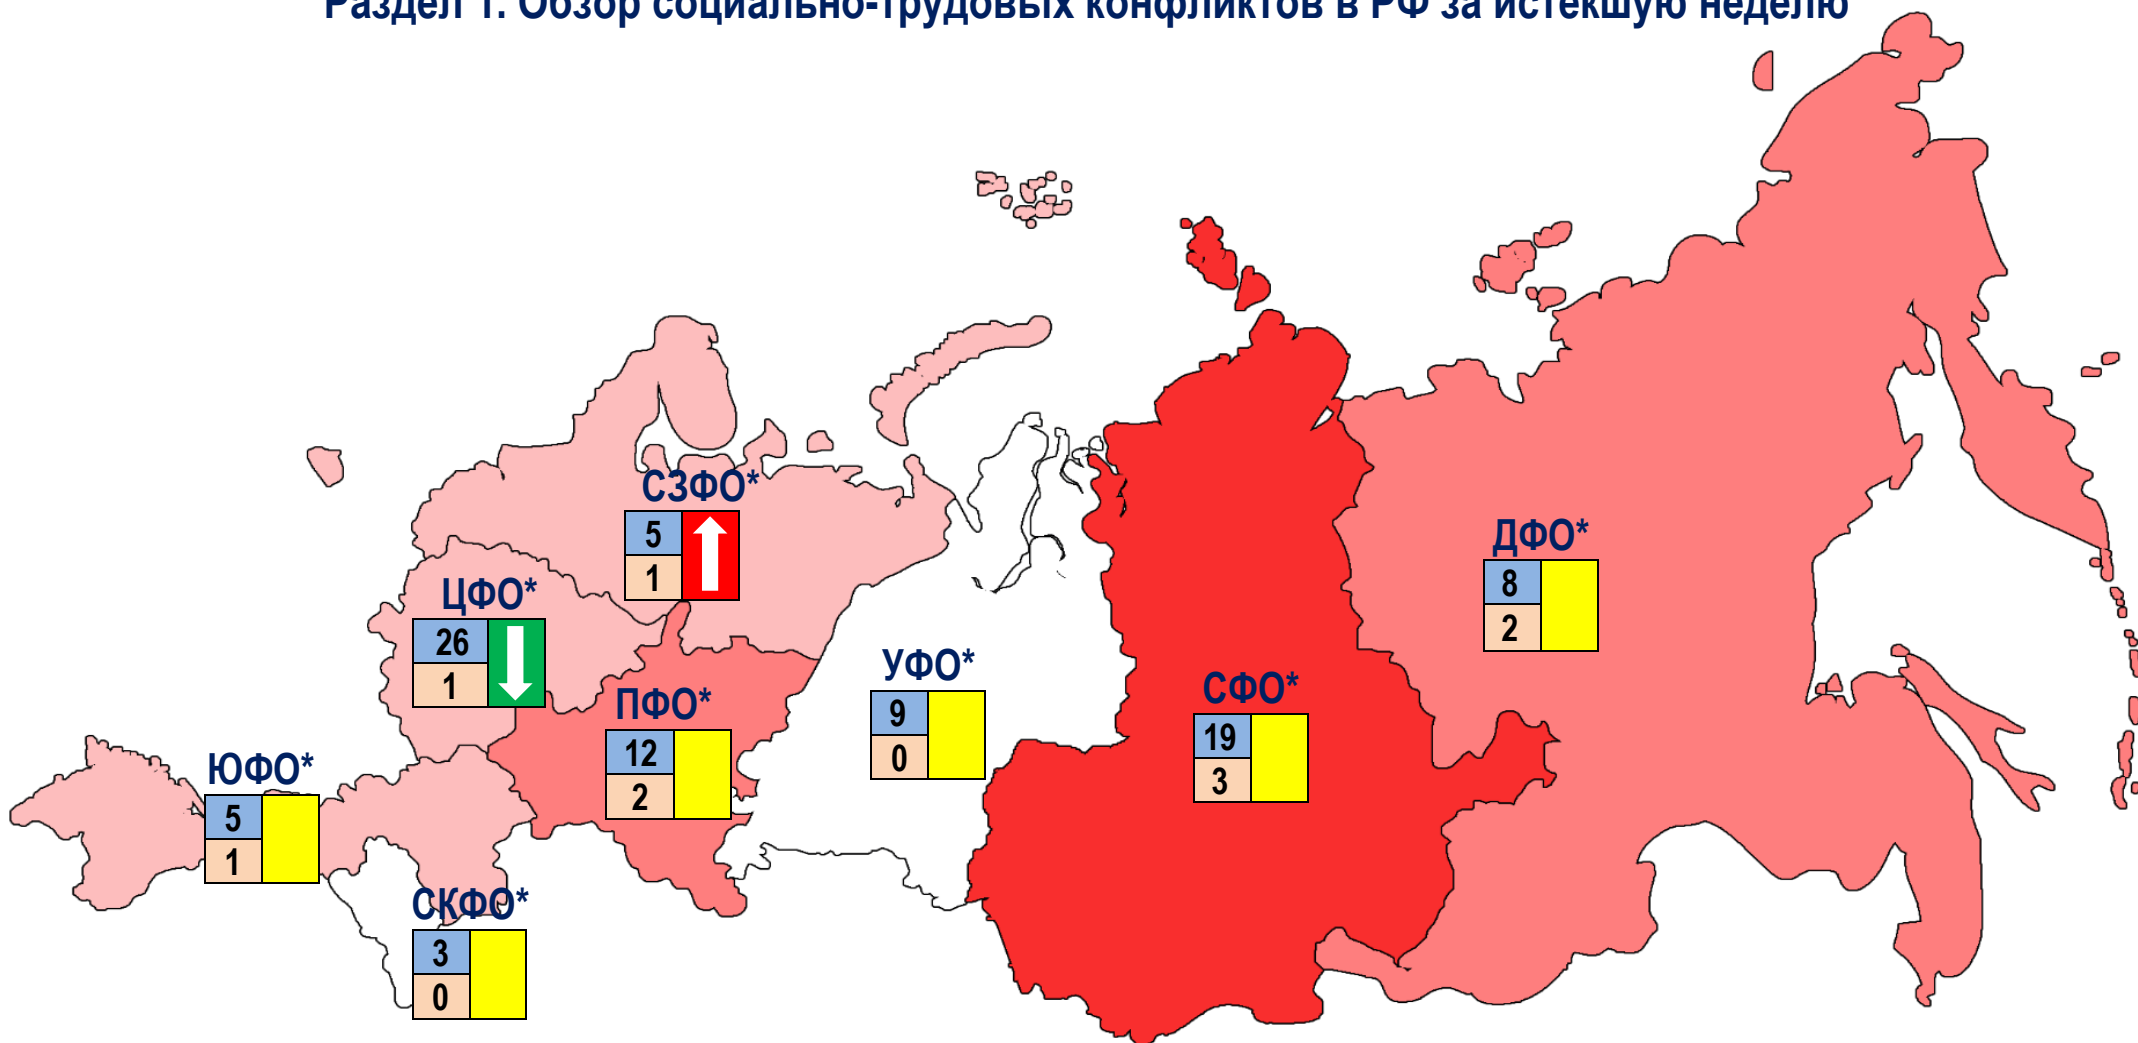 Раздел 1. Обзор социально-трудовых конфликтов в РФ за истекшую неделю
СЗФО*
5
1
ДФО*
8
2
ЦФО*
26
1
УФО*
9
0
СФО*
19
3
ПФО*
12
2
ЮФО*
5
1
СКФО*
3
0